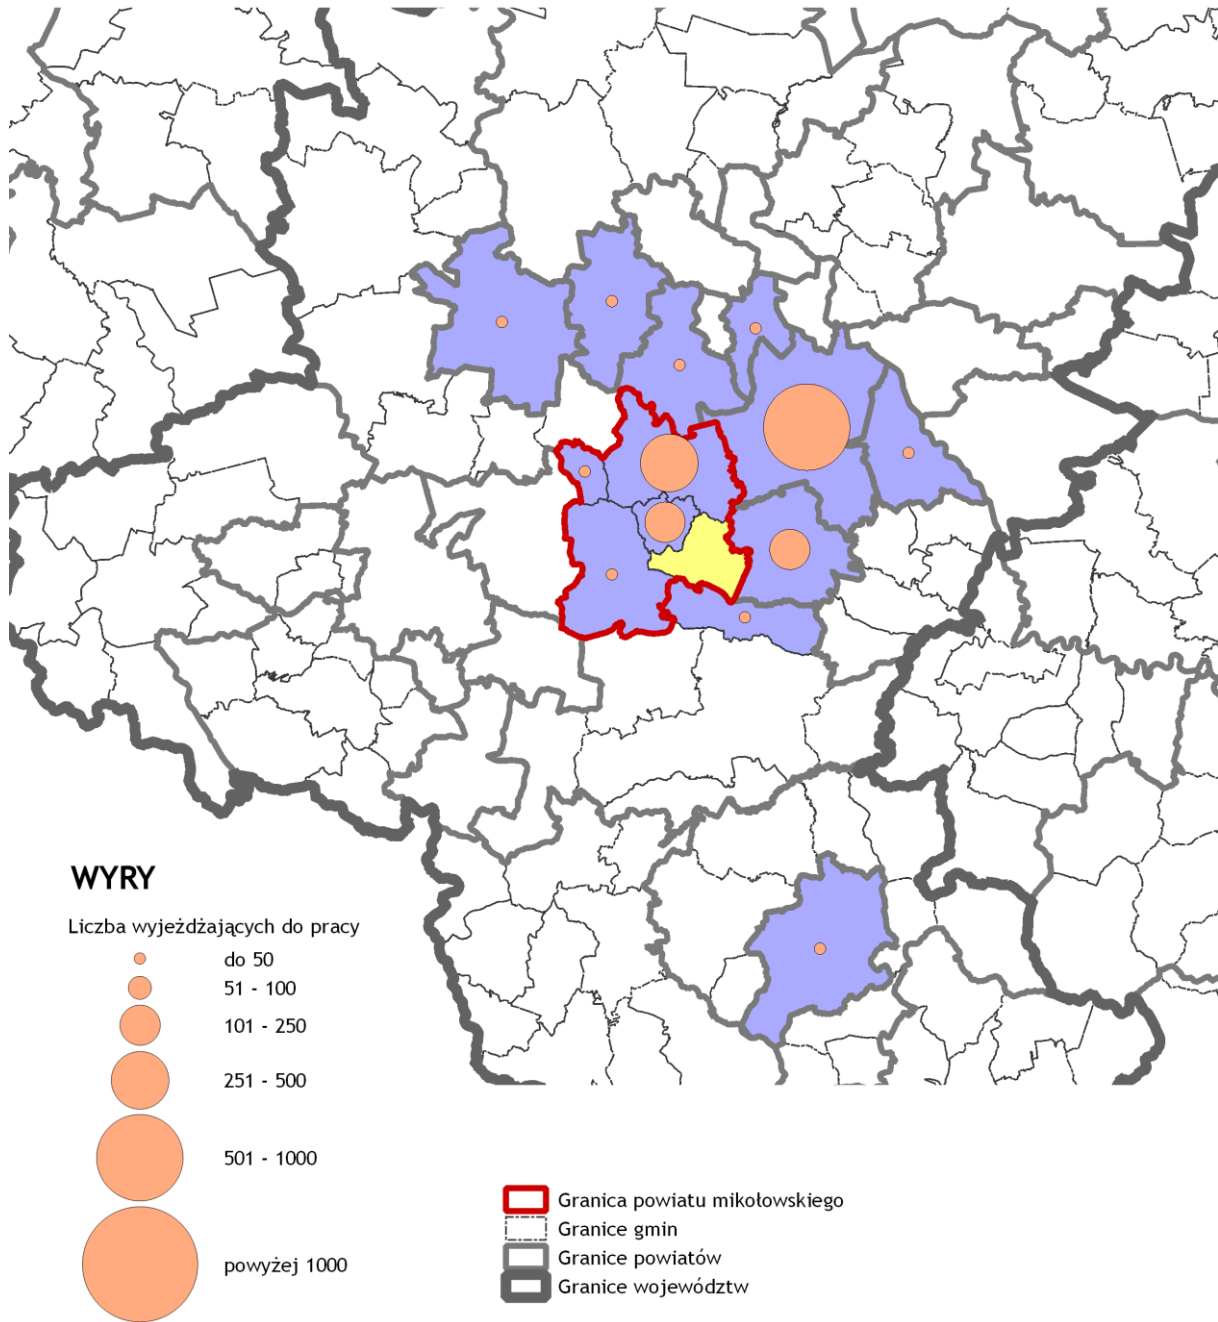 WYRY
Liczba wyjeżdżających do pracy
do 50
51 - 100
101 - 250
251 - 500
501 - 1000
powyżej 1000
Granica powiatu mikołowskiego
Granice gmin
Granice powiatów
Granice województw